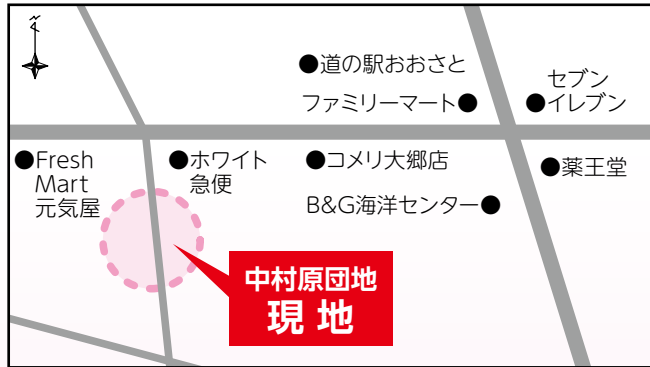 ●道の駅おおさと
ファミリーマート●
セブン
●イレブン
●Fresh
Mart
元気屋
●ホワイト
急便
●コメリ大郷店
●薬王堂
B&G海洋センター●
中村原団地
現地